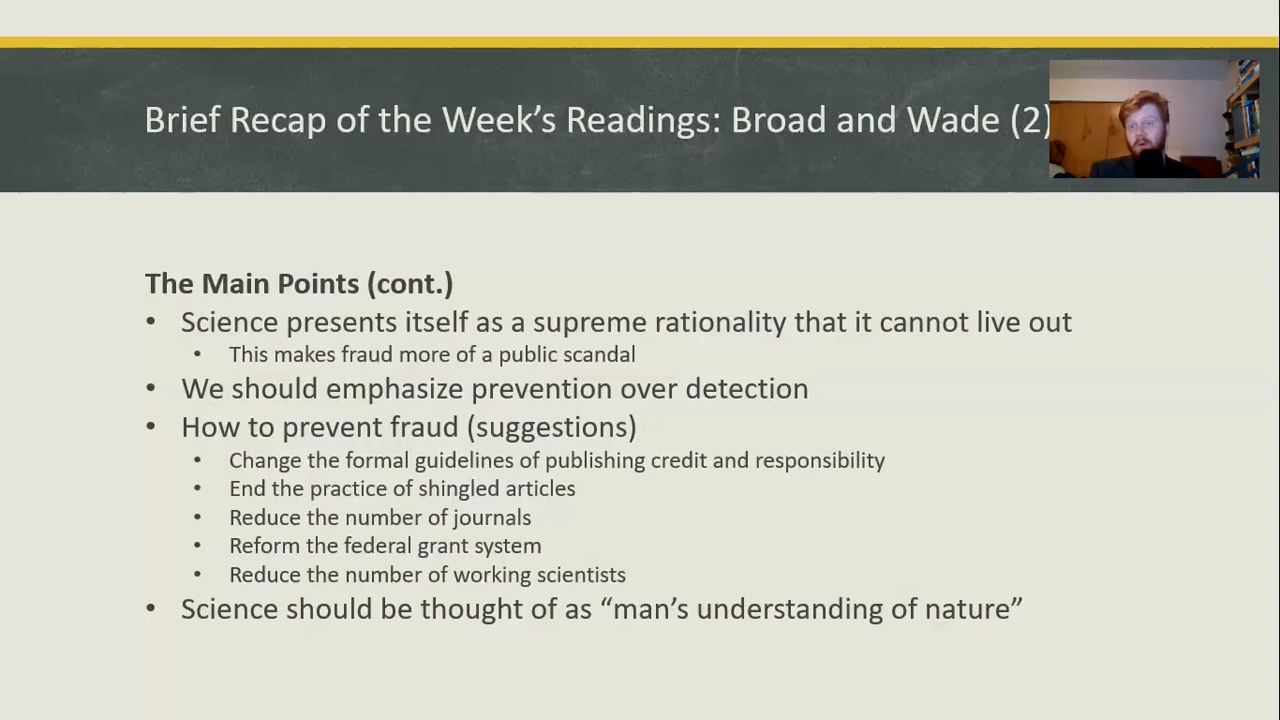 Brief Recap of the Week’s Readings: Broad and Wade (2)
The Main Points (cont.)
• Science presents itself as a supreme rationality that it cannot live out
• This makes fraud more of a public scandal
• We should emphasize prevention over detection
• How to prevent fraud (suggestions)
• Change the formal guidelines of publishing credit and responsibility
• End the practice of shingled articles
• Reduce the number of journals
• Reform the federal grant system
• Reduce the number of working scientists
• Science should be thought of as “man’s understanding of nature”